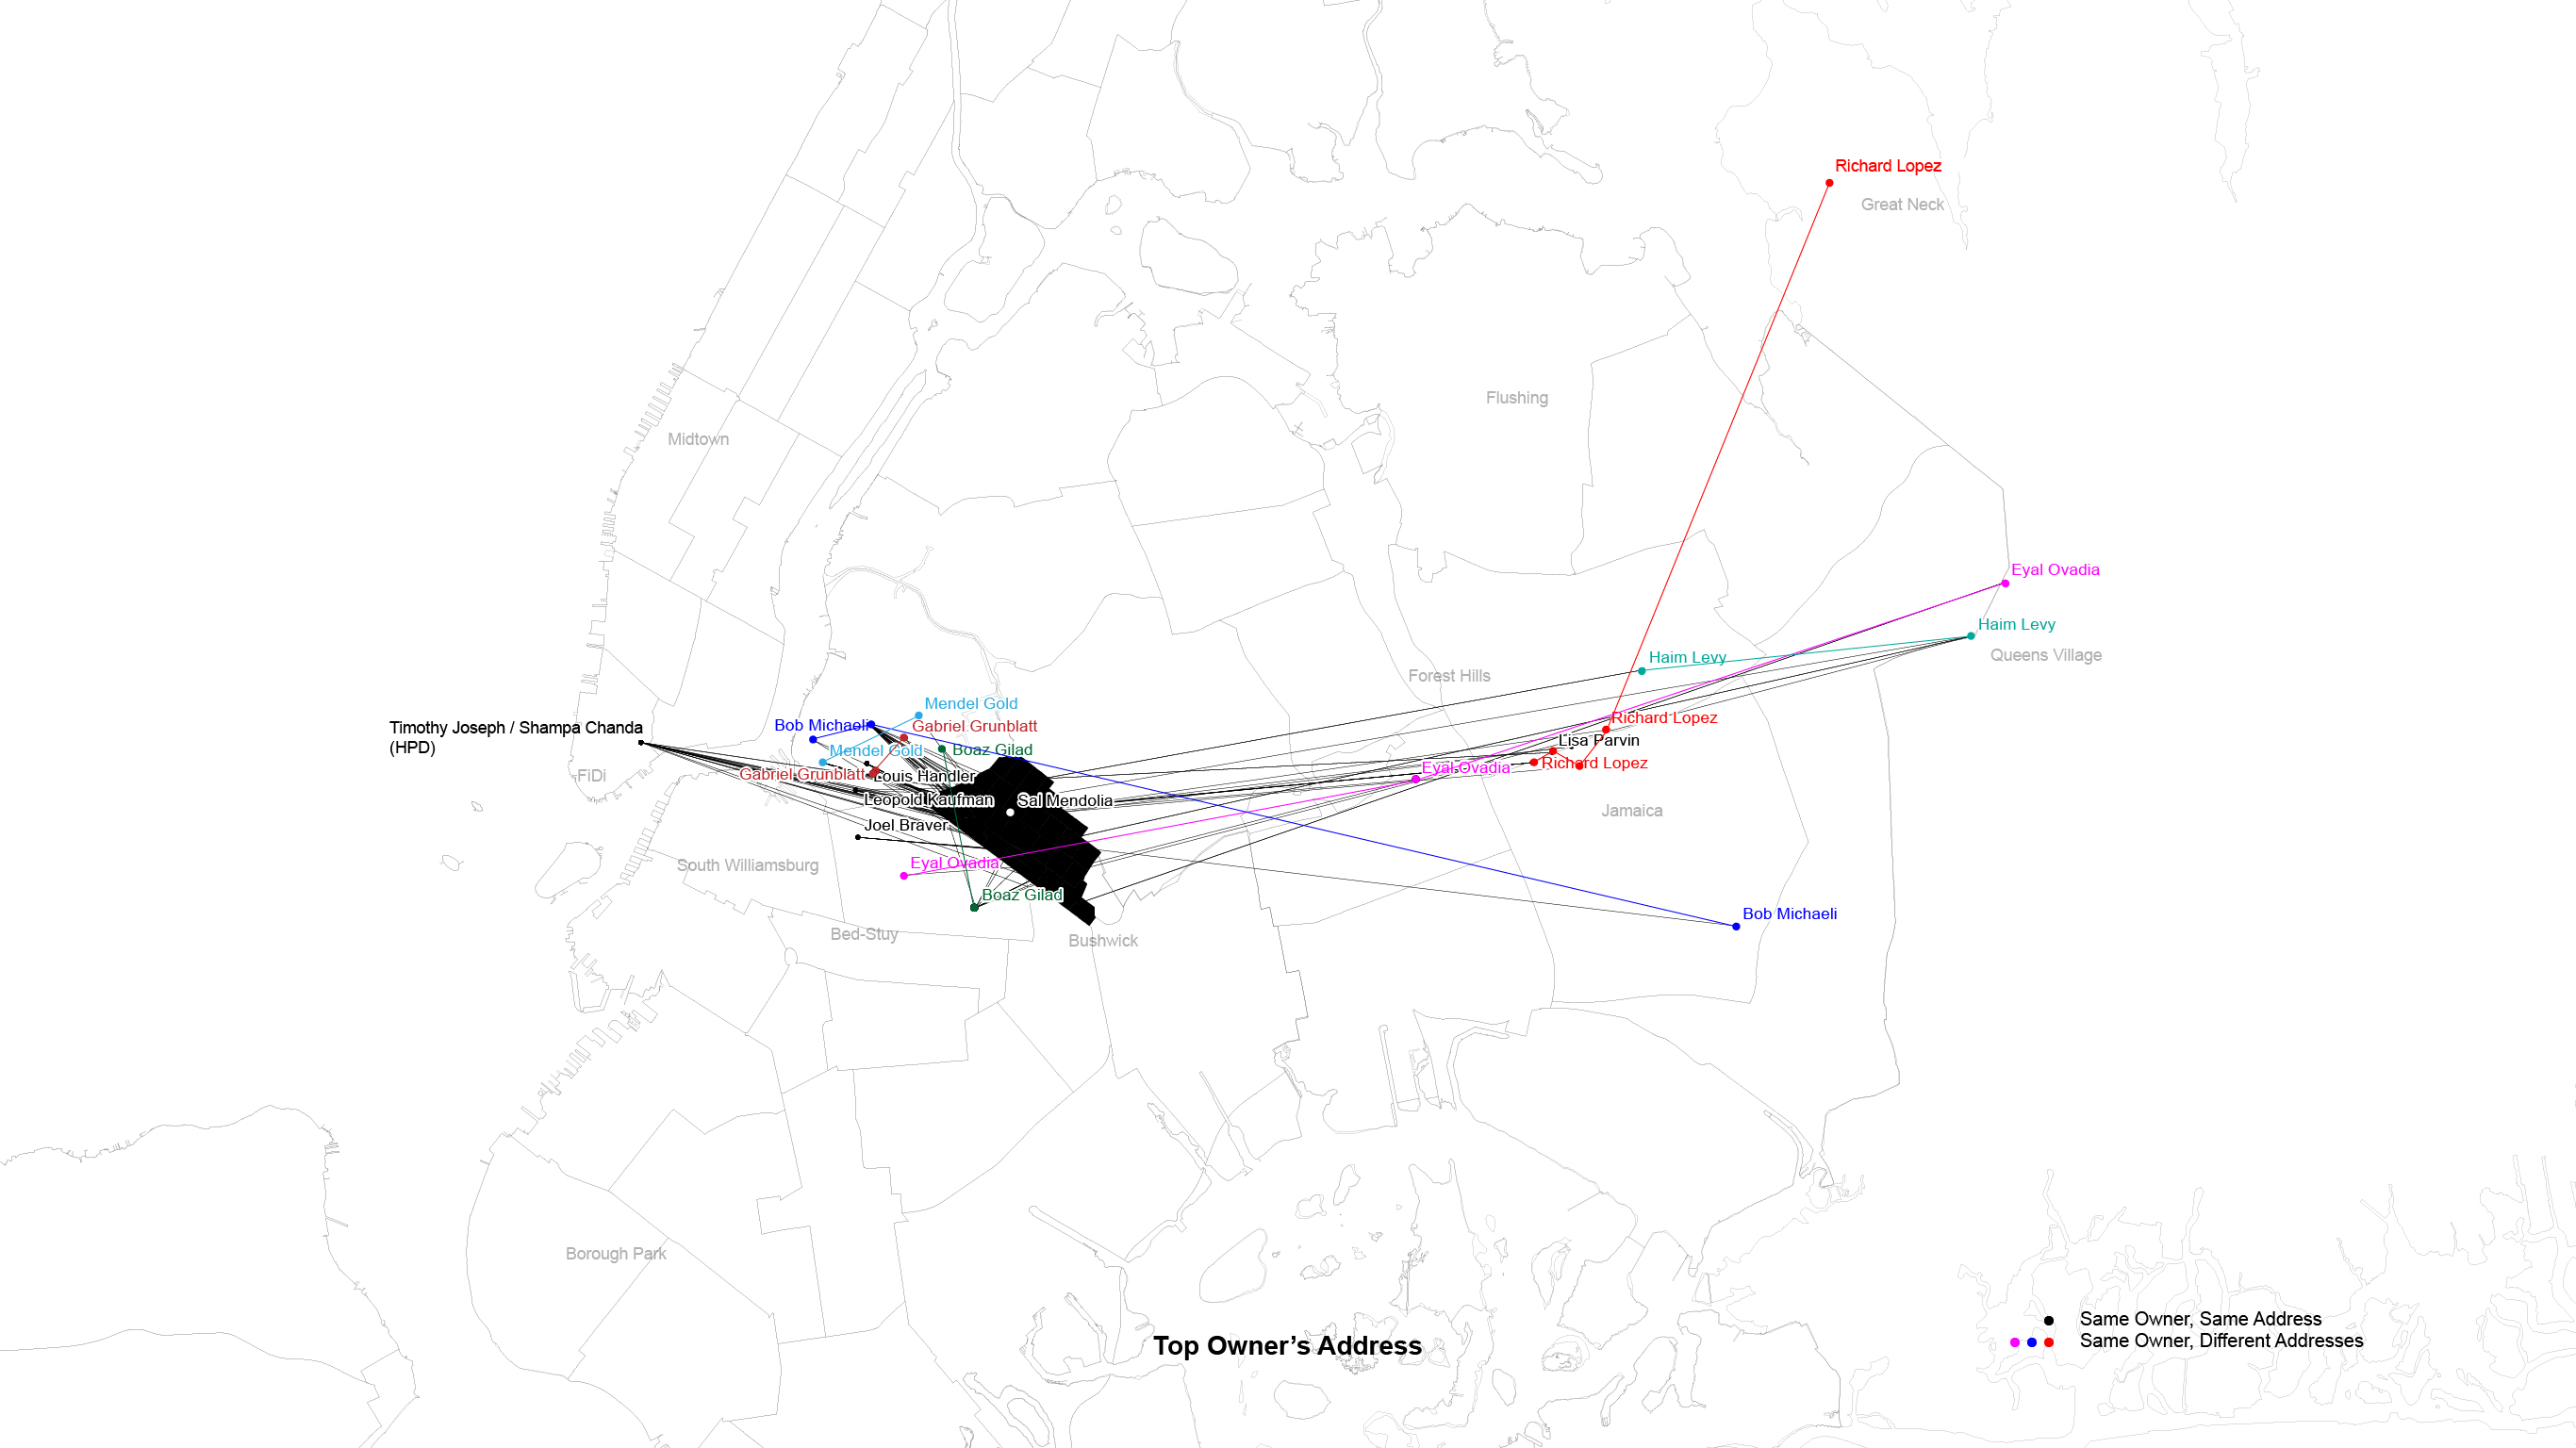 Richard Lopez
Great Neck
Flushing
Midtown
Eyal Ovadia
Haim Levy
Queens Village
Haim Levy
Forest Hills
Mendel Gold
Richard Lopez
Timothy Joseph / Shampa Chanda
(HPD)
Bob Michaeli
Gabriel Grunblatt
Lisa Parvin
Mendel Gold
Boaz Gilad
Richard Lopez
Eyal Ovadia
FiDi
Gabriel Grunblatt
Louis Handler
Leopold Kaufman
Sal Mendolia
Jamaica
Joel Braver
South Williamsburg
Eyal Ovadia
Boaz Gilad
Bob Michaeli
Bed-Stuy
Bushwick
Borough Park
Same Owner, Same Address
Same Owner, Different Addresses
Top Owner’s Address